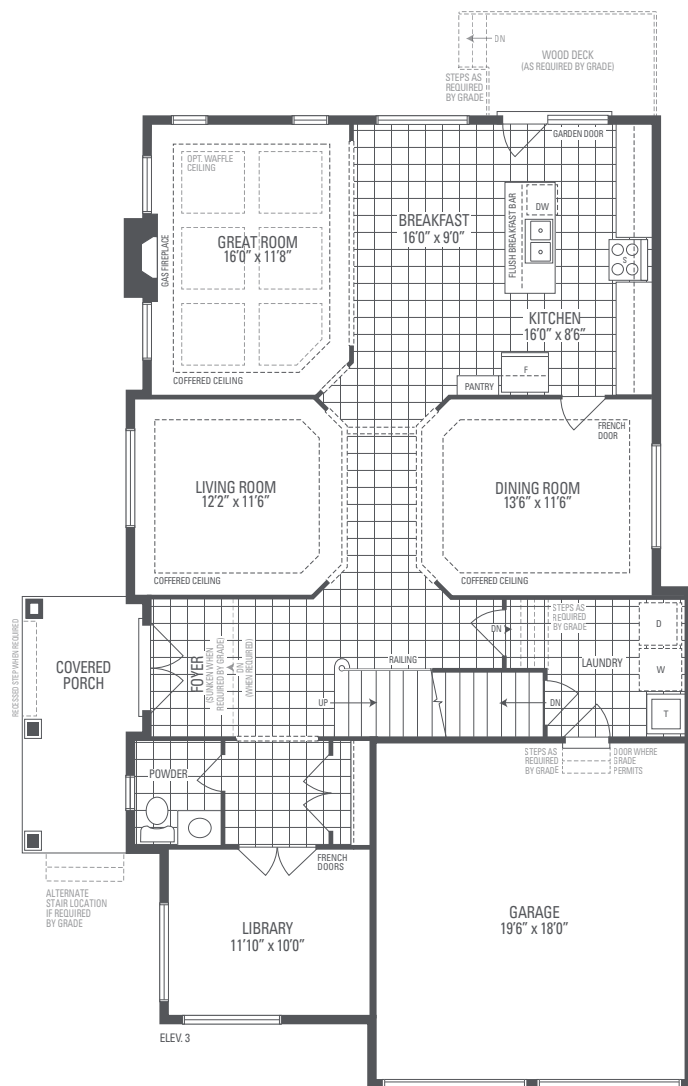 DN
WOOD DECK
(AS REQUIRED BY GRADE)
STEPS AS
REQUIRED
BY GRADE
GARDEN DOOR
OPT. WAFFLE
CEILING
DW
FLUSH BREAKFAST BAR
BREAKFAST
16'0" x 9'0"
GREAT ROOM
16'0" x 11'8"
GAS FIREPLACE
S
KITCHEN
16'0" x 8'6"
F
COFFERED CEILING
PANTRY
FRENCH
DOOR
LIVING ROOM
12'2" x 11'6"
DINING ROOM
13'6" x 11'6"
COFFERED CEILING
COFFERED CEILING
RECESSED STEP WHEN REQUIRED
COVERED
PORCH
FOYER
(SUNKEN WHEN
REQUIRED BY GRADE)
DN
(WHEN REQUIRED)
RAILING
UP
DN
DN
STEPS AS
REQUIRED
BY GRADE
LAUNDRY
D
W
T
POWDER
STEPS AS
REQUIRED
BY GRADE
DOOR WHERE
GRADE
PERMITS
FRENCH
DOORS
ALTERNATE
STAIR LOCATION
IF REQUIRED
BY GRADE
LIBRARY
11'10" x 10'0"
GARAGE
19'6" x 18'0"
ELEV. 3